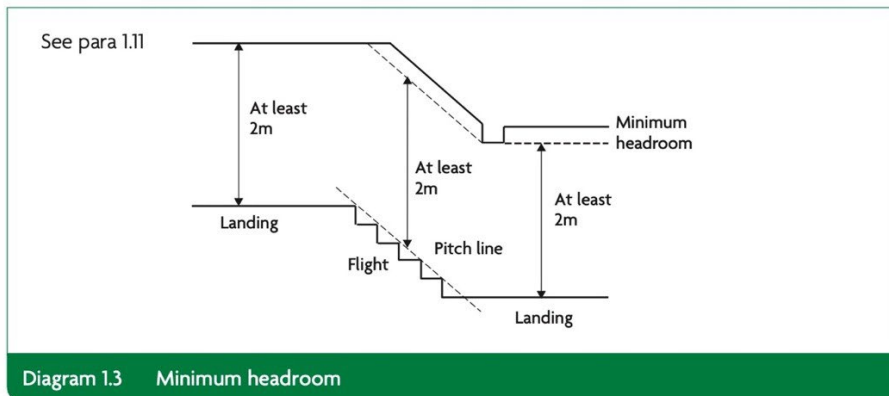 See para 1.11
At least
2m
At least
2m
Minimum
headroom
At least
2m
Landing
Flight
Pitch line
Landing
Diagram 1.3 Minimum headroom